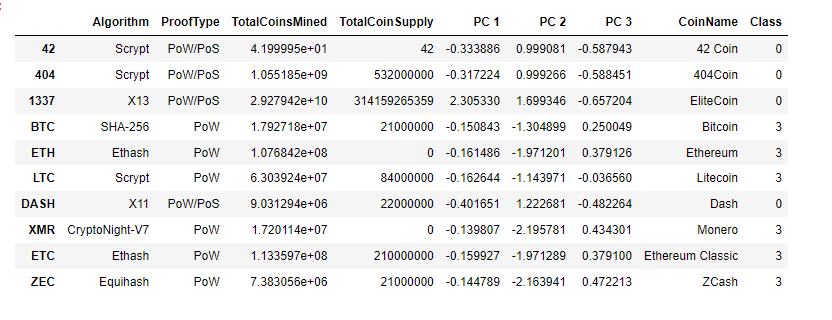 Algorithm ProofType TotalCoinsMined TotalCoinSupply PC 1 PC 2 PC 3 CoinName Class
42 Scrypt PoW/PoS 4.199995e+01 42 -0.333886 0.999081 -0.587943 42 Coin 0
404 Scrypt PoW/PoS 1.055185e+09 532000000 -0.317224 0.999266 -0.588451 404Coin 0
1337 X13 PoW/PoS 2.927942e+10 314159265359 2.305330 1.699346 -0.657204 EliteCoin 0
BTC SHA-256 PoW 1.792718e+07 21000000 -0.150843 -1.304899 0.250049 Bitcoin 3
ETH Ethash PoW 1.076842e+08 0 -0.161486 -1.971201 0.379126 Ethereum 3
LTC Scrypt PoW 6.303924e+07 84000000 -0.162644 -1.143971 -0.036560 Litecoin 3
DASH X11 PoW/PoS 9.031294e+06 22000000 -0.401651 1.222681 -0.482264 Dash 0
XMR CryptoNight-V7 PoW 1.720114e+07 0 -0.139807 -2.195781 0.434301 Monero 3
ETC Ethash PoW 1.133597e+08 210000000 -0.159927 -1.971289 0.379100 Ethereum Classic 3
ZEC Equihash PoW 7.383056e+06 21000000 -0.144789 -2.163941 0.472213 ZCash 3